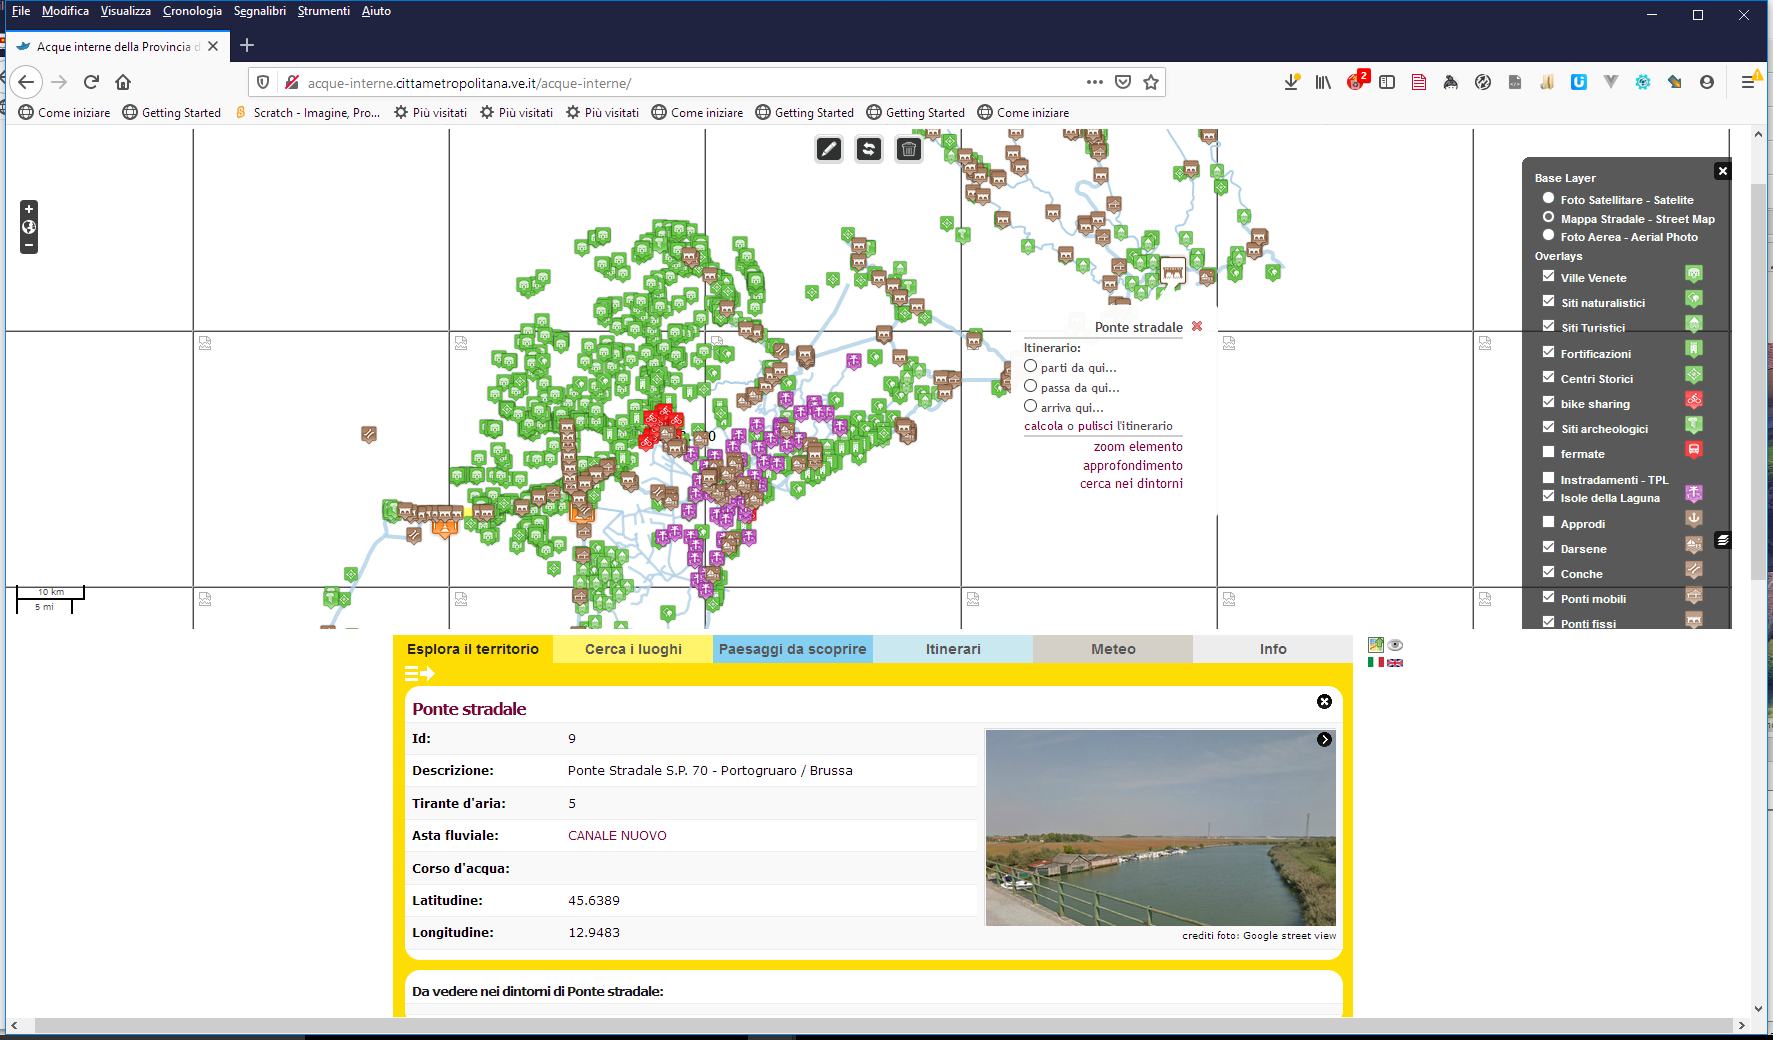 File Modifica Visualizza Cronologia Segnalibri Strumenti Aiuto
Acque interne della Provincia d
acque-interne.cittametropolitana.ve.it/acque-interne/
2
Come iniziare Getting Started Scratch - Imagine, Pro... Più visitati Più visitati Più visitati Come iniziare Getting Started Getting Started Come iniziare
Base Layer
Foto Satellitare - Satelite
Mappa Stradale - Street Map
Foto Aerea - Aerial Photo
Overlays
Ville Venete
Siti naturalistici
Siti Turistici
Fortificazioni
Centri Storici
bike sharing
Siti archeologici
fermate
Instradamenti - TPL
Isole della Laguna
Approdi
Darsene
Conche
Ponti mobili
Ponti fissi
Ponte stradale
Itinerario:
parti da qui...
passa da qui...
arriva qui...
calcola o pulisci l'itinerario
zoom elemento
approfondimento
cerca nei dintorni
10 km
5 mi
Esplora il territorio Cerca i luoghi Paesaggi da scoprire Itinerari Meteo Info
Ponte stradale
Id: 9
Descrizione: Ponte Stradale S.P. 70 - Portogruaro / Brussa
Tirante d'aria: 5
Asta fluviale: CANALE NUOVO
Corso d'acqua:
Latitudine: 45.6389
Longitudine: 12.9483
crediti foto: Google street view
Da vedere nei dintorni di Ponte stradale: